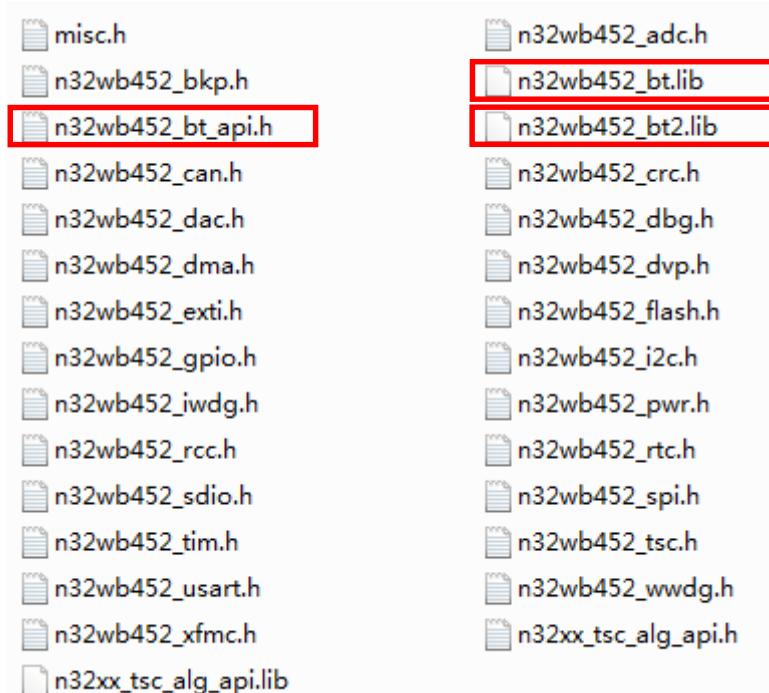 misc.h
n32wb452_adc.h
n32wb452_bkp.h
n32wb452_bt.lib
n32wb452_bt_api.h
n32wb452_bt2.lib
n32wb452_can.h
n32wb452_crc.h
n32wb452_dac.h
n32wb452_dbg.h
n32wb452_dma.h
n32wb452_dvp.h
n32wb452_exti.h
n32wb452_flash.h
n32wb452_gpio.h
n32wb452_i2c.h
n32wb452_iwdg.h
n32wb452_pwr.h
n32wb452_rcc.h
n32wb452_rtc.h
n32wb452_sdio.h
n32wb452_spi.h
n32wb452_tim.h
n32wb452_tsc.h
n32wb452_usart.h
n32wb452_wwdg.h
n32wb452_xfmc.h
n32xx_tsc_alg_api.h
n32xx_tsc_alg_api.lib